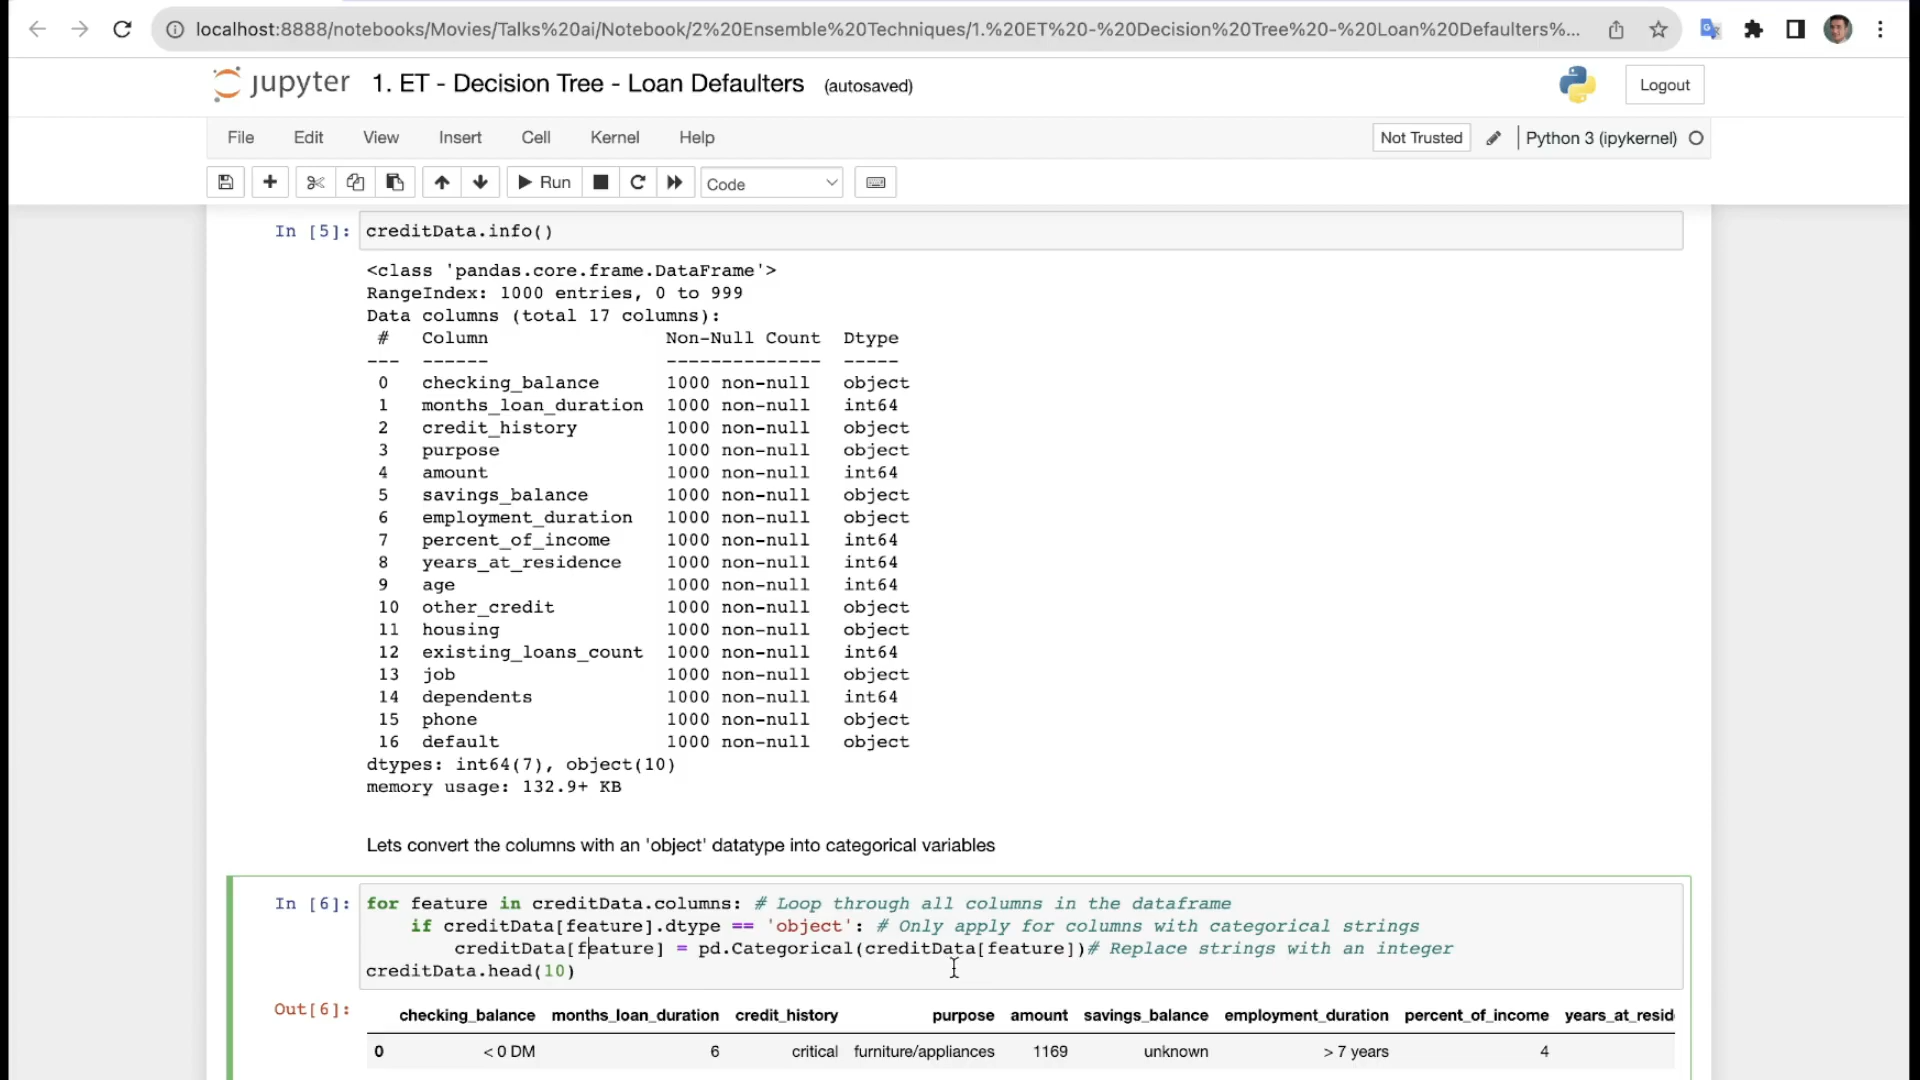 localhost:8888/notebooks/Movies/Talks%20ai/Notebook/2%20Ensemble%20Techniques/1.%20ET%20-%20Decision%20Tree%20-%20Loan%20Defaulters%...
jupyter 1. ET - Decision Tree - Loan Defaulters (autosaved)
Logout
File Edit View Insert Cell Kernel Help
Not Trusted
Python 3 (ipykernel)
Run
Code
In [5]: creditData.info()
<class 'pandas.core.frame.DataFrame'>
RangeIndex: 1000 entries, 0 to 999
Data columns (total 17 columns):
# Column Non-Null Count Dtype
--- ------ -------------- -----
0 checking_balance 1000 non-null object
1 months_loan_duration 1000 non-null int64
2 credit_history 1000 non-null object
3 purpose 1000 non-null object
4 amount 1000 non-null int64
5 savings_balance 1000 non-null object
6 employment_duration 1000 non-null object
7 percent_of_income 1000 non-null int64
8 years_at_residence 1000 non-null int64
9 age 1000 non-null int64
10 other_credit 1000 non-null object
11 housing 1000 non-null object
12 existing_loans_count 1000 non-null int64
13 job 1000 non-null object
14 dependents 1000 non-null int64
15 phone 1000 non-null object
16 default 1000 non-null object
dtypes: int64(7), object(10)
memory usage: 132.9+ KB
Lets convert the columns with an 'object' datatype into categorical variables
In [6]: for feature in creditData.columns: # Loop through all columns in the dataframe
if creditData[feature].dtype == 'object': # Only apply for columns with categorical strings
creditData[feature] = pd.Categorical(creditData[feature])# Replace strings with an integer
creditData.head(10)
Out[6]:
checking_balance months_loan_duration credit_history purpose amount savings_balance employment_duration percent_of_income years_at_resid
0 < 0 DM 6 critical furniture/appliances 1169 unknown > 7 years 4